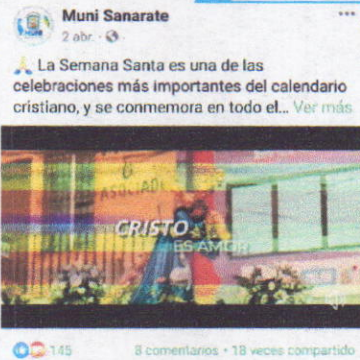 Muni Sanarate
2 abr. ·
🙏 La Semana Santa es una de las
celebraciones más importantes del calendario
cristiano, y se conmemora en todo el... Ver más
ASOCIADE
CRISTO
ES AMOR
145
8 comentarios • 18 veces compartido